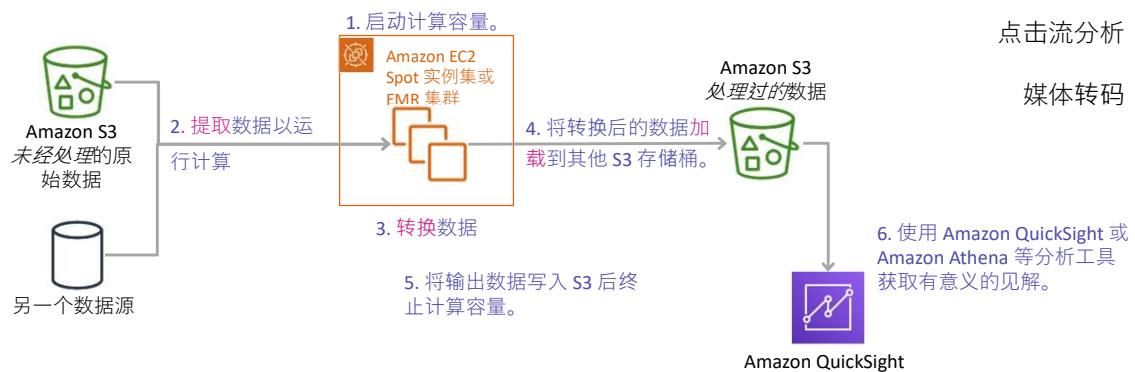 1. 启动计算容量。
点击流分析
Amazon EC2
Spot 实例集或
EMR 集群
Amazon S3
处理过的数据
媒体转码
Amazon S3
未经处理的原
始数据
2. 提取数据以运
行计算
4. 将转换后的数据加
载到其他 S3 存储桶。
3. 转换数据
6. 使用 Amazon QuickSight 或
Amazon Athena 等分析工具
获取有意义的见解。
5. 将输出数据写入 S3 后终
止计算容量。
另一个数据源
Amazon QuickSight